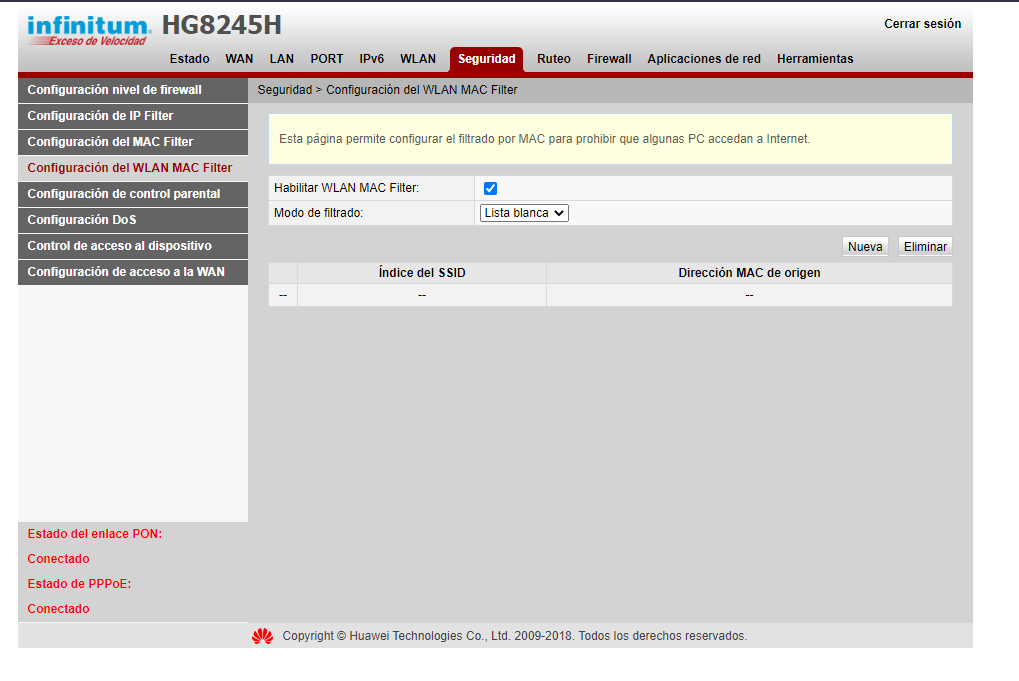 infinitum. HG8245H
Exceso de Velocidad
Cerrar sesión
Estado WAN LAN PORT IPv6 WLAN Seguridad Ruteo Firewall Aplicaciones de red Herramientas
Configuración nivel de firewall
Configuración de IP Filter
Configuración del MAC Filter
Configuración del WLAN MAC Filter
Configuración de control parental
Configuración DoS
Control de acceso al dispositivo
Configuración de acceso a la WAN
Seguridad > Configuración del WLAN MAC Filter
Esta página permite configurar el filtrado por MAC para prohibir que algunas PC accedan a Internet.
Habilitar WLAN MAC Filter:
Modo de filtrado: Lista blanca
Nueva Eliminar
Índice del SSID Dirección MAC de origen
-- -- --
Estado del enlace PON:
Conectado
Estado de PPPoE:
Conectado
Copyright © Huawei Technologies Co., Ltd. 2009-2018. Todos los derechos reservados.